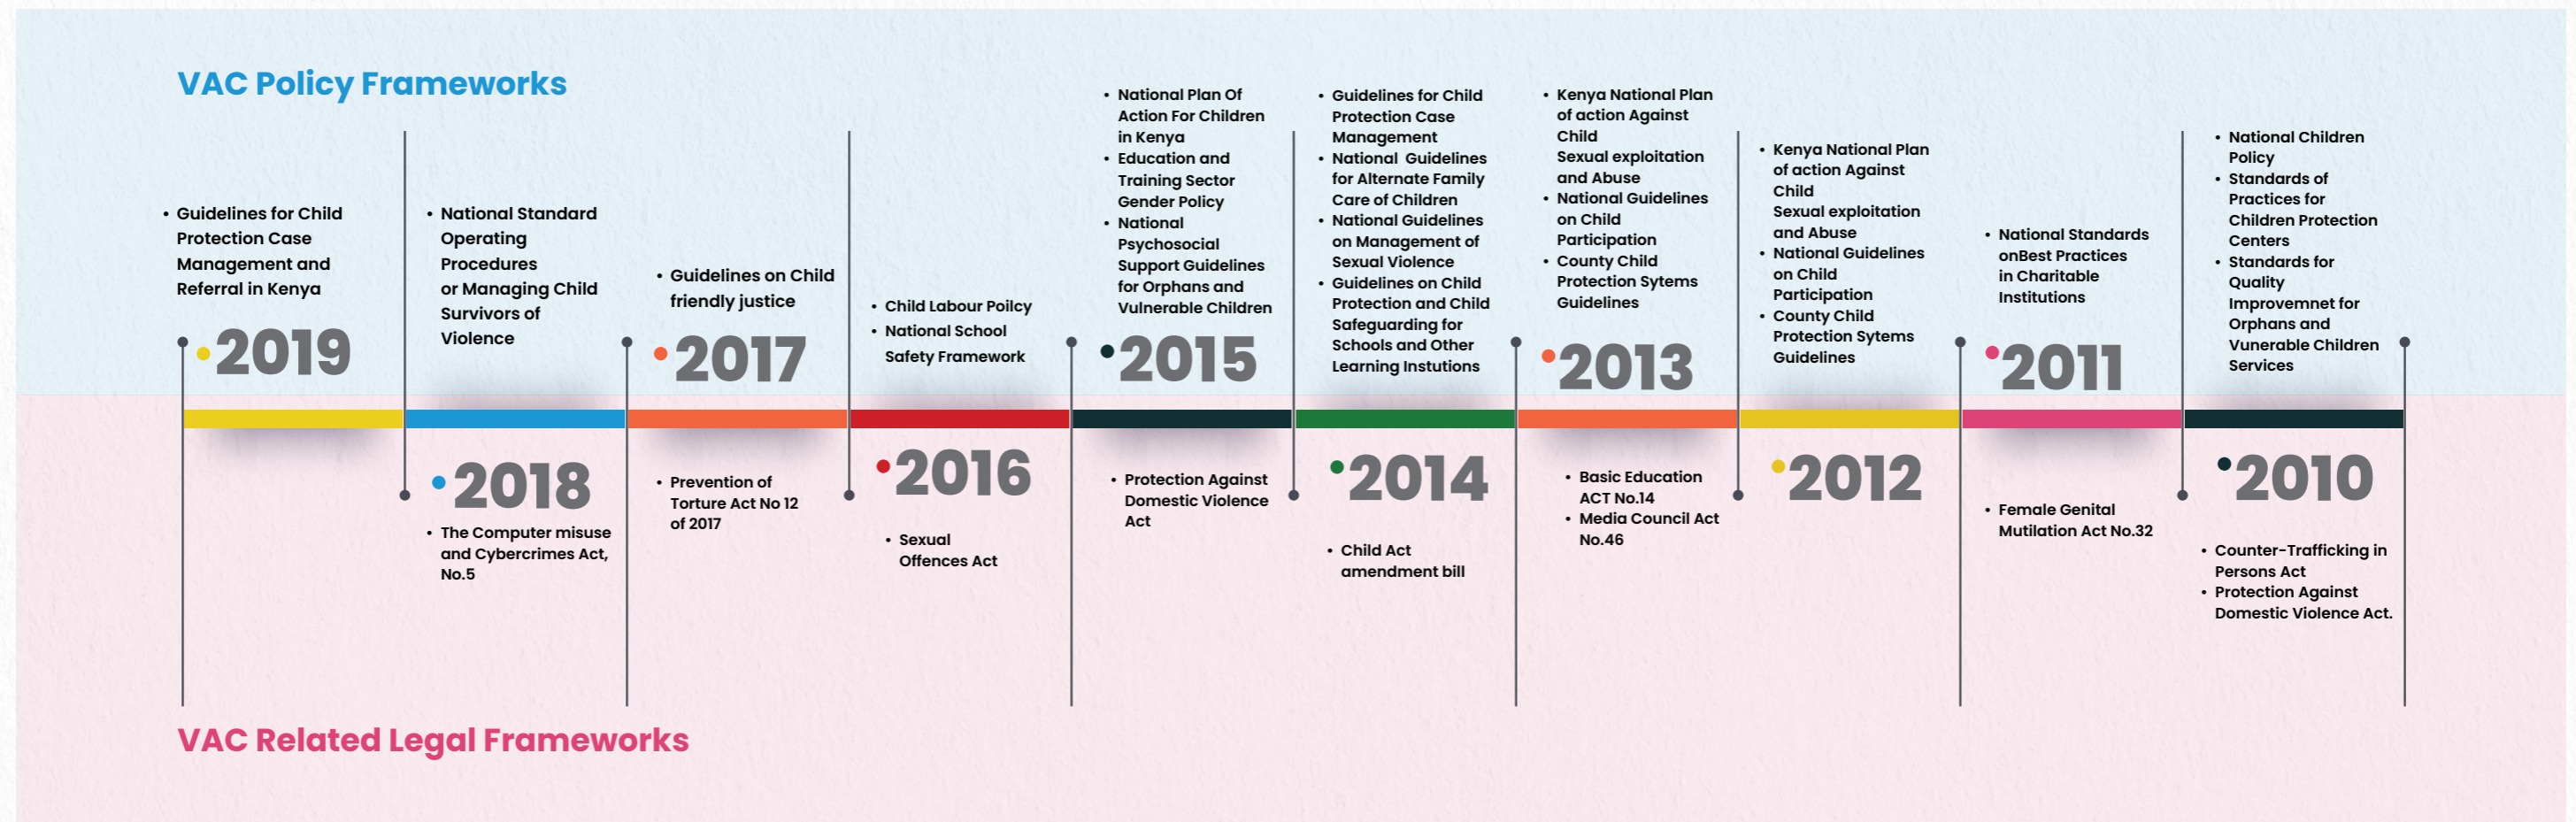 VAC Policy Frameworks
• Guidelines for Child
Protection Case
Management and
Referral in Kenya
2019
• National Standard
Operating
Procedures
or Managing Child
Survivors of
Violence
2018
• The Computer misuse
and Cybercrimes Act,
No.5
• Guidelines on Child
friendly justice
2017
• Prevention of
Torture Act No 12
of 2017
• Child Labour Poilcy
• National School
Safety Framework
2016
• Sexual
Offences Act
• National Plan Of
Action For Children
in Kenya
• Education and
Training Sector
Gender Policy
• National
Psychosocial
Support Guidelines
for Orphans and
Vulnerable Children
2015
• Protection Against
Domestic Violence
Act
• Guidelines for Child
Protection Case
Management
• National Guidelines
for Alternate Family
Care of Children
• National Guidelines
on Management of
Sexual Violence
• Guidelines on Child
Protection and Child
Safeguarding for
Schools and Other
Learning Instutions
2014
• Child Act
amendment bill
• Kenya National Plan
of action Against
Child
Sexual exploitation
and Abuse
• National Guidelines
on Child
Participation
• County Child
Protection Sytems
Guidelines
2013
• Basic Education
ACT No.14
• Media Council Act
No.46
• Kenya National Plan
of action Against
Child
Sexual exploitation
and Abuse
• National Guidelines
on Child
Participation
• County Child
Protection Sytems
Guidelines
2012
• National Standards
onBest Practices
in Charitable
Institutions
2011
• Female Genital
Mutilation Act No.32
• National Children
Policy
• Standards of
Practices for
Children Protection
Centers
• Standards for
Quality
Improvemnet for
Orphans and
Vunerable Children
Services
2010
• Counter-Trafficking in
Persons Act
• Protection Against
Domestic Violence Act.
VAC Related Legal Frameworks